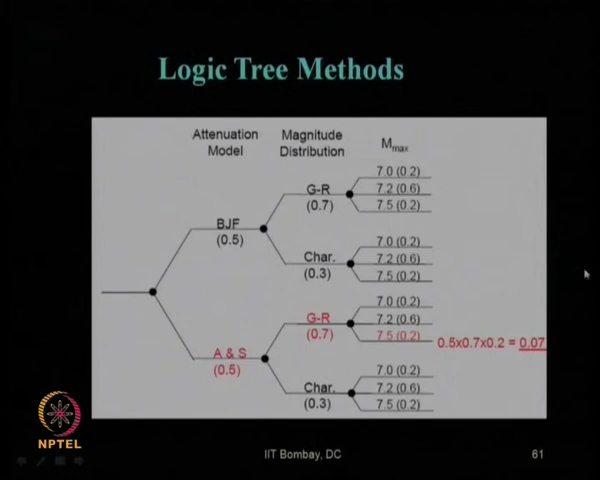 Logic Tree Methods
Attenuation Model
Magnitude Distribution
Mmax
BJF
(0.5)
G-R
(0.7)
7.0 (0.2)
7.2 (0.6)
7.5 (0.2)
Char.
(0.3)
7.0 (0.2)
7.2 (0.6)
7.5 (0.2)
A & S
(0.5)
G-R
(0.7)
7.0 (0.2)
7.2 (0.6)
7.5 (0.2)
0.5x0.7x0.2 = 0.07
Char.
(0.3)
7.0 (0.2)
7.2 (0.6)
7.5 (0.2)
NPTEL
IIT Bombay, DC
61